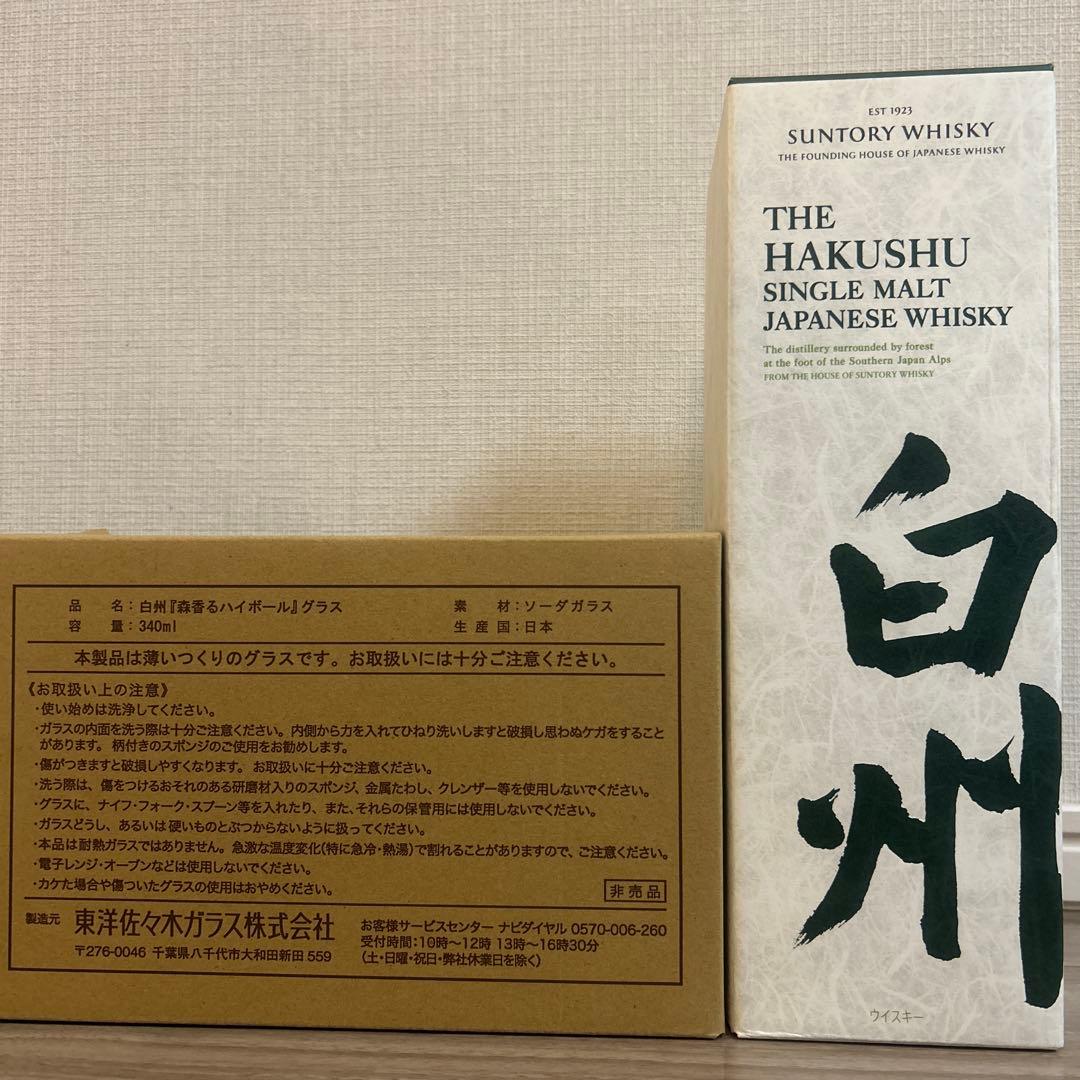 EST 1923
SUNTORY WHISKY
THE FOUNDING HOUSE OF JAPANESE WHISKY
THE
HAKUSHU
SINGLE MALT
JAPANESE WHISKY
The distillery surrounded by forest
at the foot of the Southern Japan Alps
FROM THE HOUSE OF SUNTORY WHISKY
白州
ウイスキー
品 名：白州『森香るハイボール』グラス 素 材：ソーダガラス
容 量：340ml 生産国：日本
本製品は薄いつくりのグラスです。お取扱いには十分ご注意ください。
《お取扱い上の注意》
・使い始めは洗浄してください。
・ガラスの内面を洗う際は十分ご注意ください。内側から力を入れてひねり洗いしますと破損し思わぬケガをすること
があります。柄付きのスポンジのご使用をお勧めします。
・傷がつきますと破損しやすくなります。お取扱いに十分ご注意ください。
・洗う際は、傷をつけるおそれのある研磨材入りのスポンジ、金属たわし、クレンザー等を使用しないでください。
・グラスに、ナイフ・フォーク・スプーン等を入れたり、また、それらの保管用には使用しないでください。
・ガラスどうし、あるいは硬いものとぶつからないように扱ってください。
・本品は耐熱ガラスではありません。急激な温度変化(特に急冷・熱湯)で割れることがありますので、ご注意ください。
・電子レンジ・オーブンなどは使用しないでください。
・カケた場合や傷ついたグラスの使用はおやめください。
非売品
製造元 東洋佐々木ガラス株式会社
〒276-0046 千葉県八千代市大和田新田 559
お客様サービスセンター ナビダイヤル 0570-006-260
受付時間：10時〜12時 13時〜16時30分
(土・日曜・祝日・弊社休業日を除く)